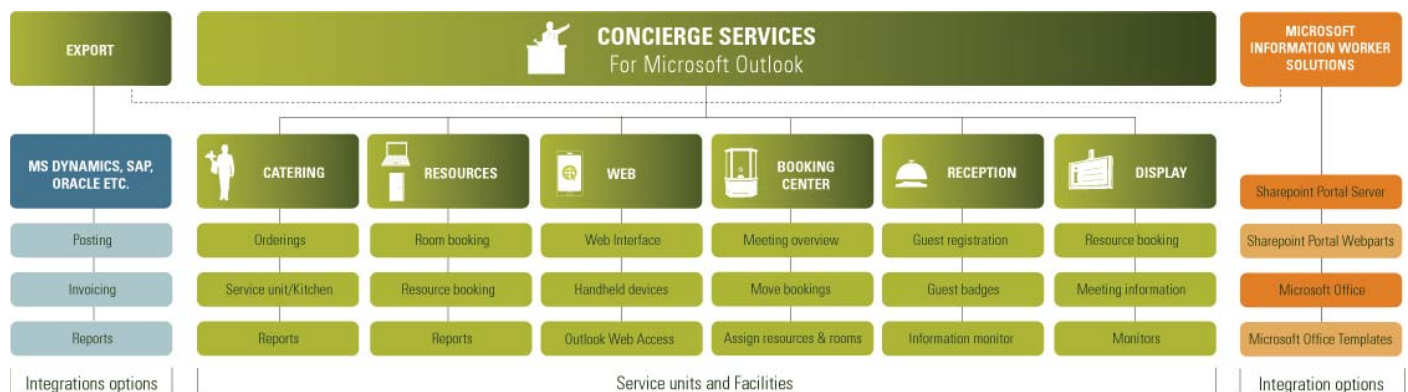 EXPORT
CONCIERGE SERVICES
For Microsoft Outlook
MICROSOFT
INFORMATION WORKER
SOLUTIONS
MS DYNAMICS, SAP,
ORACLE ETC.
CATERING
RESOURCES
WEB
BOOKING
CENTER
RECEPTION
DISPLAY
Sharepoint Portal Server
Posting
Orderings
Room booking
Web Interface
Meeting overview
Guest registration
Resource booking
Sharepoint Portal Webparts
Invoicing
Service unit/Kitchen
Resource booking
Handheld devices
Move bookings
Guest badges
Meeting information
Microsoft Office
Reports
Reports
Reports
Outlook Web Access
Assign resources & rooms
Information monitor
Monitors
Microsoft Office Templates
Integrations options
Service units and Facilities
Integration options